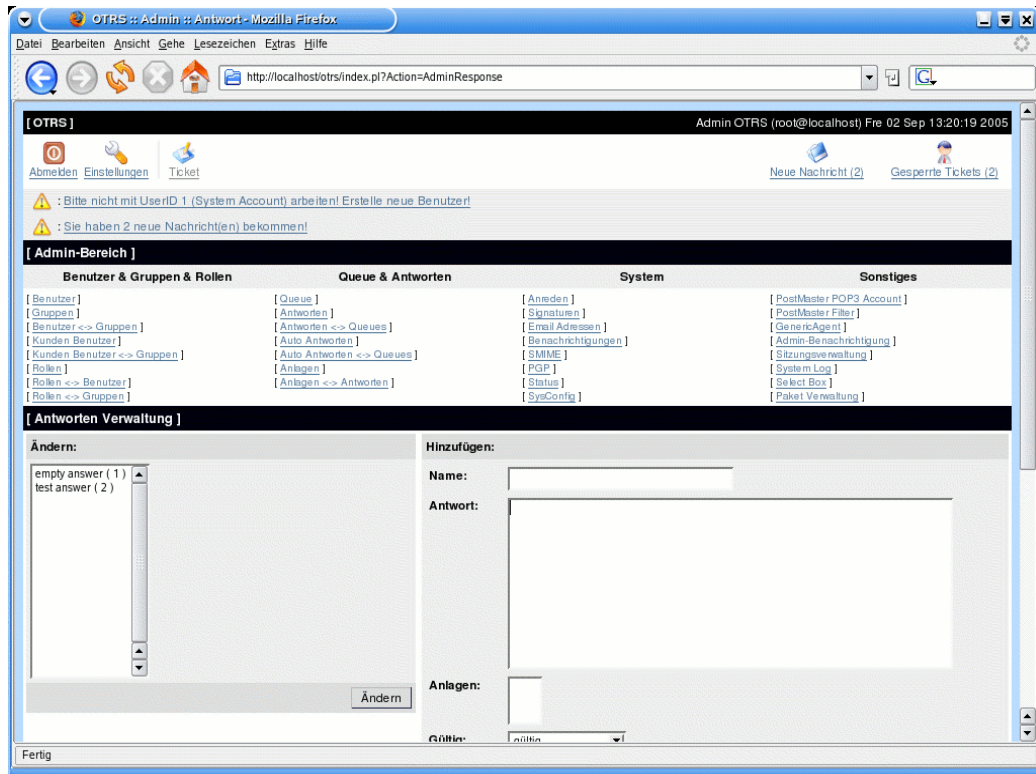 OTRS :: Admin :: Antwort - Mozilla Firefox
Datei Bearbeiten Ansicht Gehe Lesezeichen Extras Hilfe
http://localhost/otrs/index.pl?Action=AdminResponse
[ OTRS ] Admin OTRS (root@localhost) Fre 02 Sep 13:20:19 2005
Abmelden Einstellungen Ticket Neue Nachricht (2) Gesperrte Tickets (2)
: Bitte nicht mit UserID 1 (System Account) arbeiten! Erstelle neue Benutzer!
: Sie haben 2 neue Nachricht(en) bekommen!
[ Admin-Bereich ]
Benutzer & Gruppen & Rollen Queue & Antworten System Sonstiges
[ Benutzer ] [ Queue ] [ Anreden ] [ PostMaster POP3 Account ]
[ Gruppen ] [ Antworten ] [ Signaturen ] [ PostMaster Filter ]
[ Benutzer <-> Gruppen ] [ Antworten <-> Queues ] [ Email Adressen ] [ GenericAgent ]
[ Kunden Benutzer ] [ Auto Antworten ] [ Benachrichtigungen ] [ Admin-Benachrichtigung ]
[ Kunden Benutzer <-> Gruppen ] [ Auto Antworten <-> Queues ] [ SMIME ] [ Sitzungsverwaltung ]
[ Rollen ] [ Anlagen ] [ PGP ] [ System Log ]
[ Rollen <-> Benutzer ] [ Anlagen <-> Antworten ] [ Status ] [ Select Box ]
[ Rollen <-> Gruppen ] [ SysConfig ] [ Paket Verwaltung ]
[ Antworten Verwaltung ]
Ändern: Hinzufügen:
empty answer ( 1 )
test answer ( 2 )
Name:
Antwort:
Anlagen:
Ändern
Gültig: gültig
Fertig